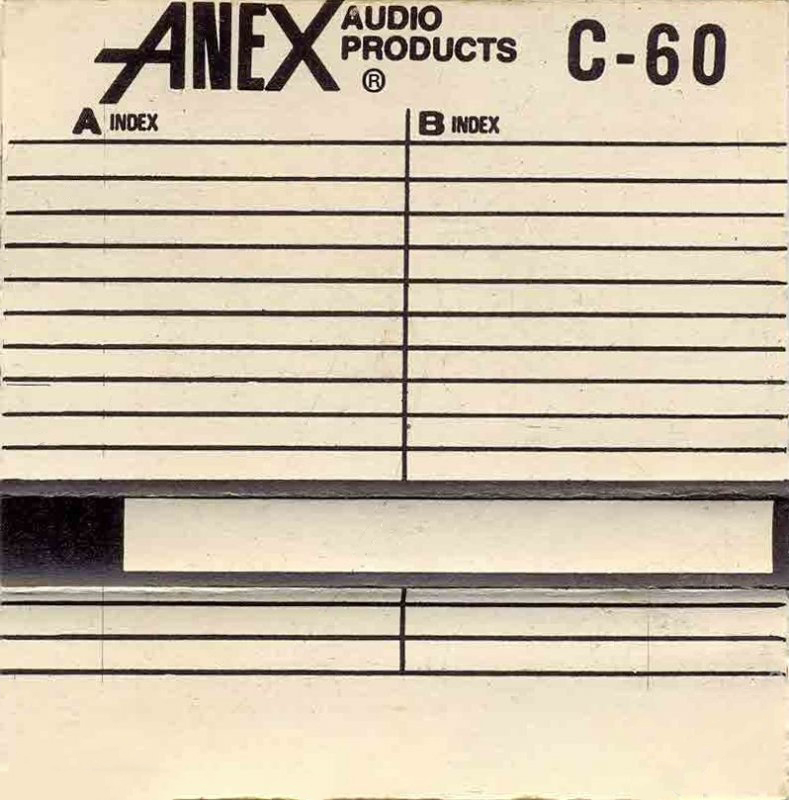 ANEX AUDIO PRODUCTS ® C-60
A INDEX B INDEX